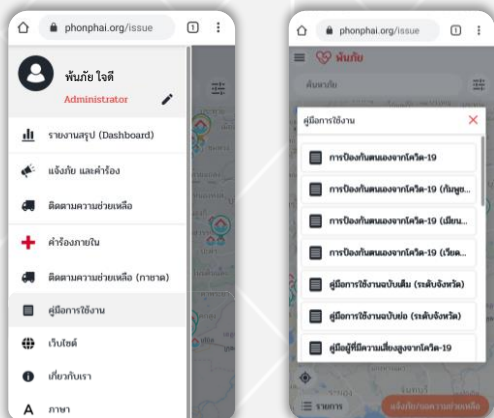 phonpai.org/issue
1
พ้นภัย ใจดี
Administrator
รายงานสรุป (Dashboard)
แจ้งภัย และคำร้อง
ติดตามความช่วยเหลือ
คำร้องภายใน
ติดตามความช่วยเหลือ (กาชาด)
คู่มือการใช้งาน
เว็บไซต์
เกี่ยวกับเรา
A ภาษา
phonphai.org/issue
1
พ้นภัย
ค้นหาภัย
คู่มือการใช้งาน
การป้องกันตนเองจากโควิด-19
การป้องกันตนเองจากโควิด-19 (กัมพูช...
การป้องกันตนเองจากโควิด-19 (เมียน...
การป้องกันตนเองจากโควิด-19 (เวียด...
คู่มือการใช้งานฉบับเต็ม (ระดับจังหวัด)
คู่มือการใช้งานฉบับย่อ (ระดับจังหวัด)
คู่มือผู้ที่มีความเสี่ยงสูงจากโควิด-19
จันทบุรี
รายการ
แจ้งภัย/ขอความช่วยเหลือ